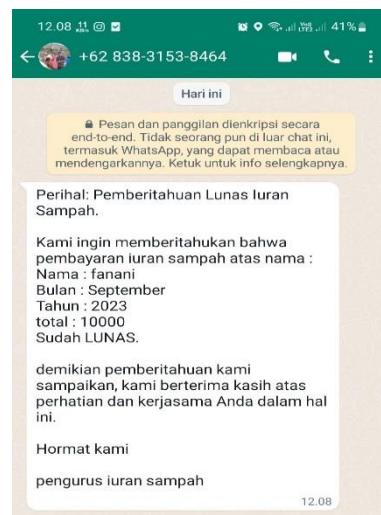 12.08
41%
+62 838-3153-8464
Hari ini
Pesan dan panggilan dienkripsi secara
end-to-end. Tidak seorang pun di luar chat ini,
termasuk WhatsApp, yang dapat membaca atau
mendengarkannya. Ketuk untuk info selengkapnya.
Perihal: Pemberitahuan Lunas Iuran
Sampah.
Kami ingin memberitahukan bahwa
pembayaran iuran sampah atas nama :
Nama : fanani
Bulan : September
Tahun : 2023
total : 10000
Sudah LUNAS.
demikian pemberitahuan kami
sampaikan, kami berterima kasih atas
perhatian dan kerjasama Anda dalam hal
ini.
Hormat kami
pengurus iuran sampah
12.08